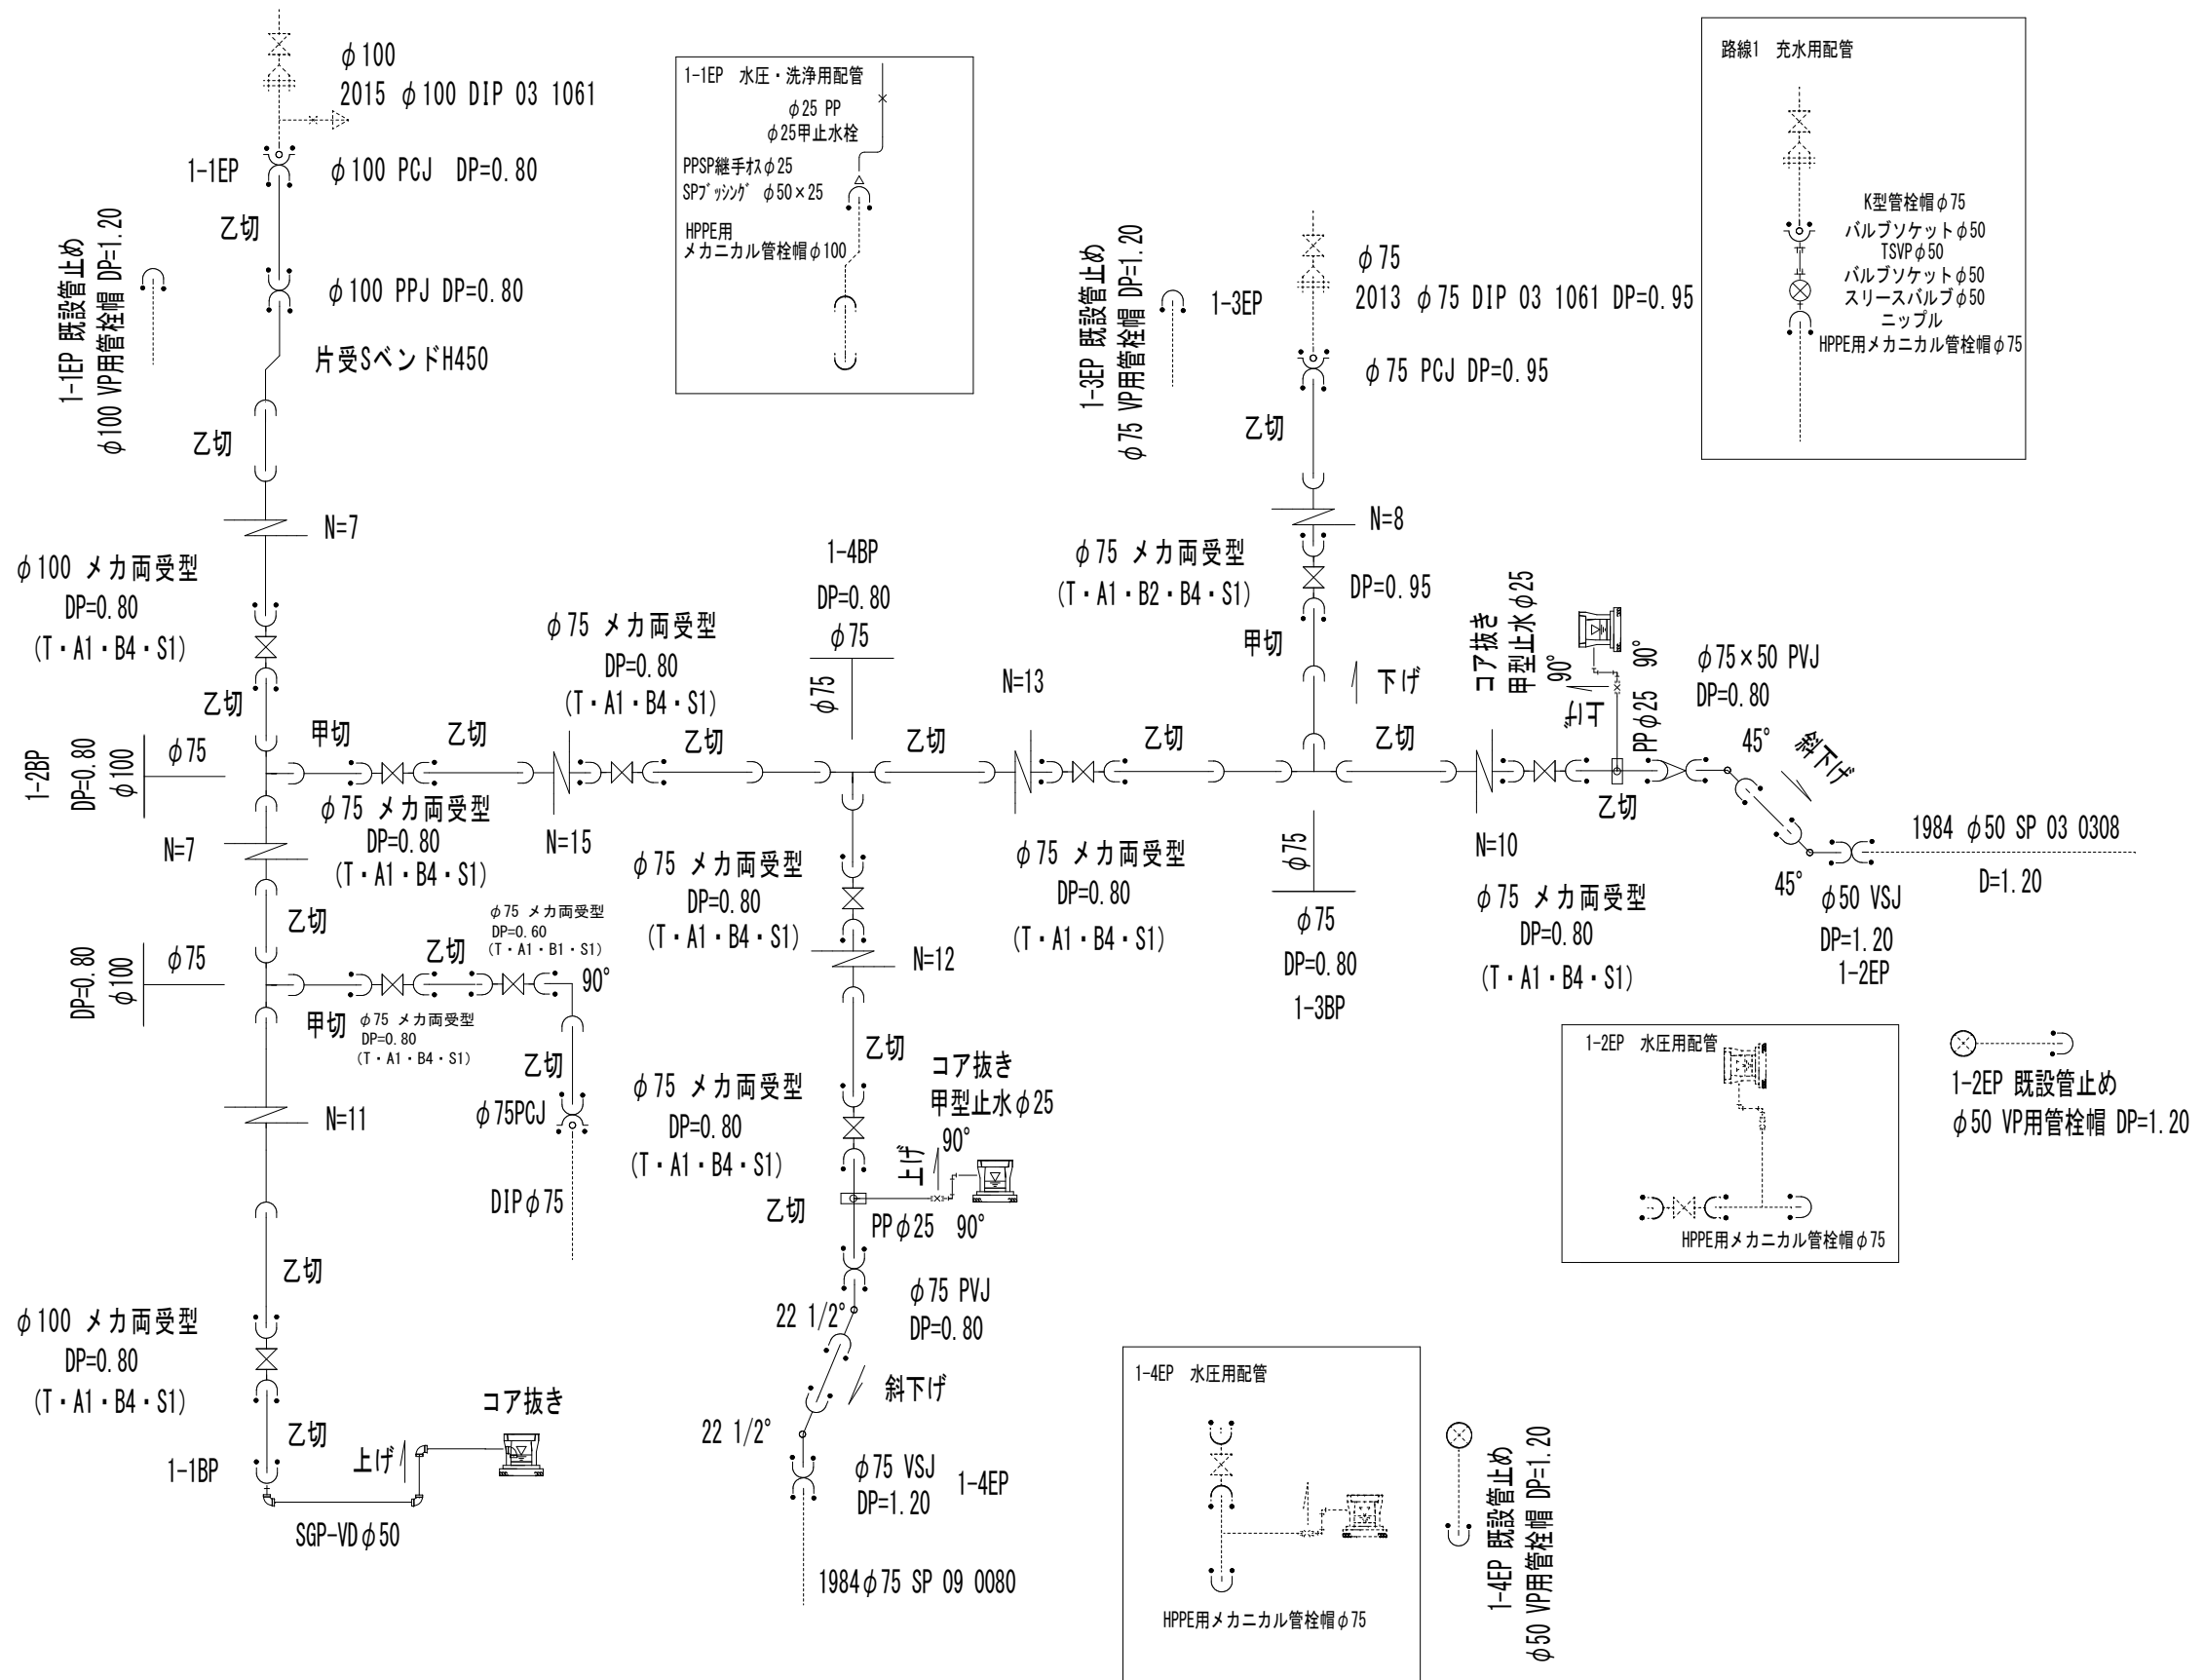 φ100
2015 φ100 DIP 03 1061
1-1EP
φ100 PCJ DP=0.80
乙切
1-1EP 既設管止め
φ100 VP用管栓帽 DP=1.20
φ100 PPJ DP=0.80
片受SベンドH450
乙切
N=7
φ100 メカ両受型
DP=0.80
(T・A1・B4・S1)
乙切
1-2BP
DP=0.80
φ100
φ75
甲切
乙切
φ75 メカ両受型
DP=0.80
(T・A1・B4・S1)
N=7
乙切
DP=0.80
φ100
φ75
甲切
φ75 メカ両受型
DP=0.80
(T・A1・B4・S1)
乙切
φ75 メカ両受型
DP=0.60
(T・A1・B1・S1)
90°
乙切
φ75PCJ
DIPφ75
N=11
乙切
φ100 メカ両受型
DP=0.80
(T・A1・B4・S1)
乙切
1-1BP
上げ
コア抜き
SGP-VDφ50
1-1EP 水圧・洗浄用配管
φ25 PP
φ25甲止水栓
PPSP継手オスφ25
SPブッシング φ50×25
HPPE用
メカニカル管栓帽φ100
φ75 メカ両受型
DP=0.80
(T・A1・B4・S1)
N=15
乙切
1-4BP
DP=0.80
φ75
φ75
乙切
N=13
φ75 メカ両受型
DP=0.80
(T・A1・B4・S1)
N=12
乙切
φ75 メカ両受型
DP=0.80
(T・A1・B4・S1)
コア抜き
甲型止水φ25
90°
上げ
乙切
PPφ25 90°
φ75 PVJ
DP=0.80
22 1/2°
斜下げ
22 1/2°
φ75 VSJ
DP=1.20
1-4EP
1984φ75 SP 09 0080
φ75 メカ両受型
DP=0.80
(T・A1・B4・S1)
乙切
1-3EP 既設管止め
φ75 VP用管栓帽 DP=1.20
1-3EP
φ75
2013 φ75 DIP 03 1061 DP=0.95
φ75 PCJ DP=0.95
乙切
N=8
φ75 メカ両受型
(T・A1・B2・B4・S1)
DP=0.95
甲切
下げ
乙切
φ75
φ75
DP=0.80
1-3BP
N=10
φ75 メカ両受型
DP=0.80
(T・A1・B4・S1)
コア抜き
甲型止水φ25
90°
90°
上げ
PPφ25
乙切
φ75×50 PVJ
DP=0.80
45°
斜下げ
45°
1984 φ50 SP 03 0308
D=1.20
φ50 VSJ
DP=1.20
1-2EP
路線1 充水用配管
K型管栓帽φ75
バルブソケットφ50
TSVPφ50
バルブソケットφ50
スリースバルブφ50
ニップル
HPPE用メカニカル管栓帽φ75
1-2EP 水圧用配管
HPPE用メカニカル管栓帽φ75
1-2EP 既設管止め
φ50 VP用管栓帽 DP=1.20
1-4EP 水圧用配管
HPPE用メカニカル管栓帽φ75
1-4EP 既設管止め
φ50 VP用管栓帽 DP=1.20